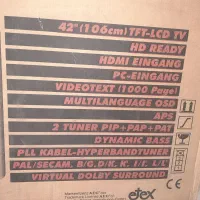 42" (106cm) TFT-LCD TV
HD READY
HDMI EINGANG
PC-EINGANG
VIDEOTEXT (1000 Page)
MULTILANGUAGE OSD
APS
2 TUNER PIP+PAP+PAT
DYNAMIC BASS
PLL KABEL-HYPERBANDTUNER
PAL/SECAM. B/G, D/K, K', I/I', L/L'
VIRTUAL DOLBY SURROUND
etex